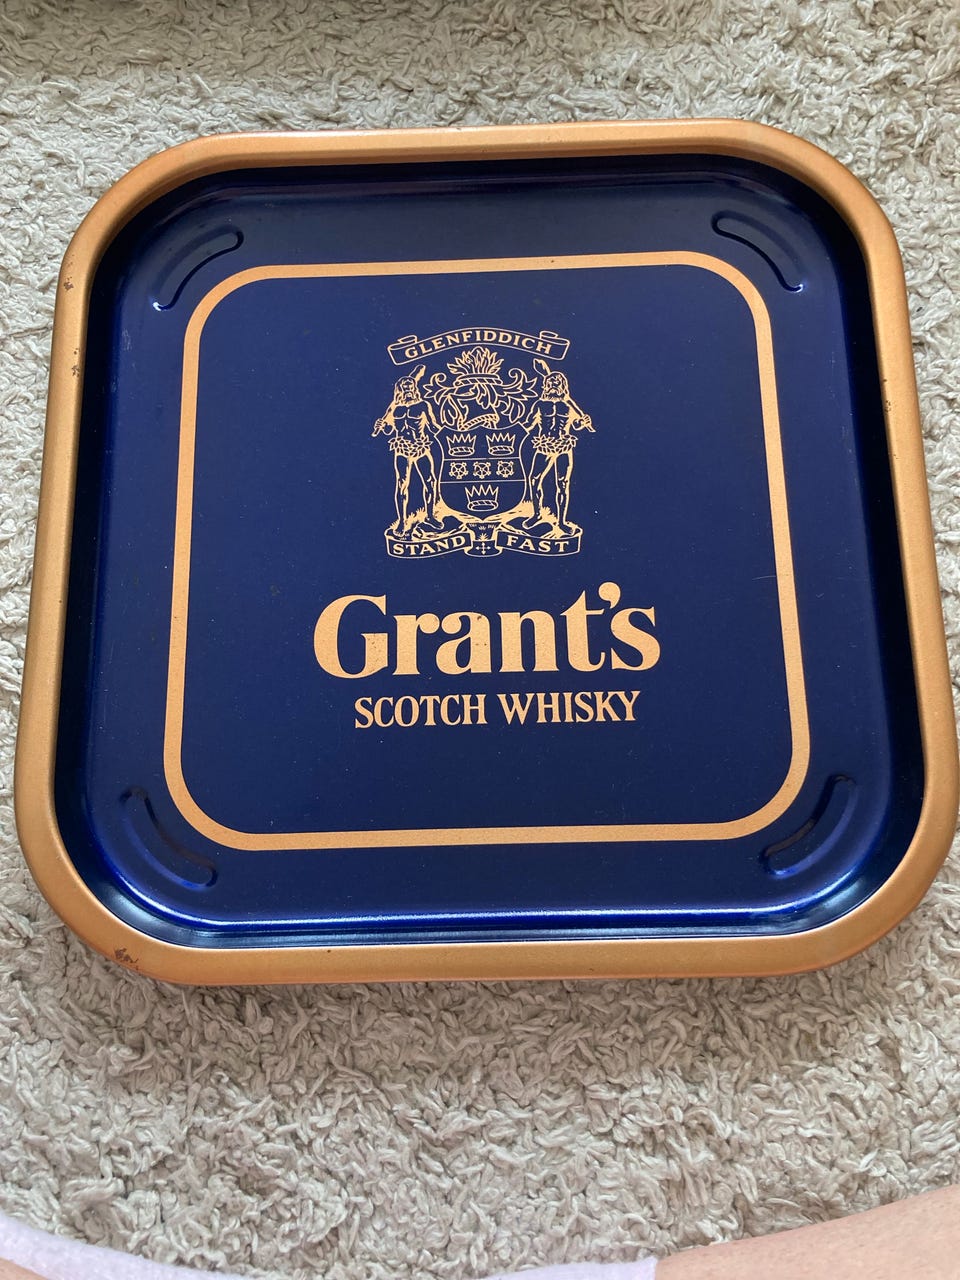 GLENFIDDICH
STAND FAST
Grant's
SCOTCH WHISKY